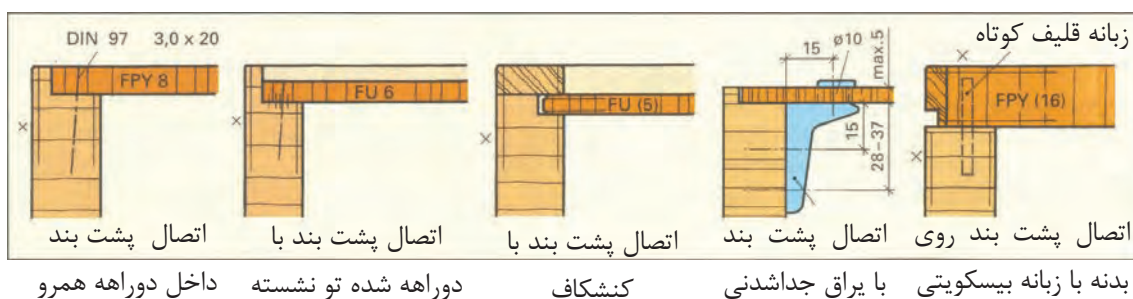 زبانه قلیف کوتاه
DIN 97 3,0 x 20
FPY 8
FU 6
FU (5)
15
ø10
max.5
15
28–37
FPY (16)
اتصال پشت بند
داخل دوراهه همرو
اتصال پشت بند با
دوراهه شده تو نشسته
اتصال پشت بند با
کنشکاف
اتصال پشت بند
با یراق جداشدنی
اتصال پشت بند روی
بدنه با زبانه بیسکویتی